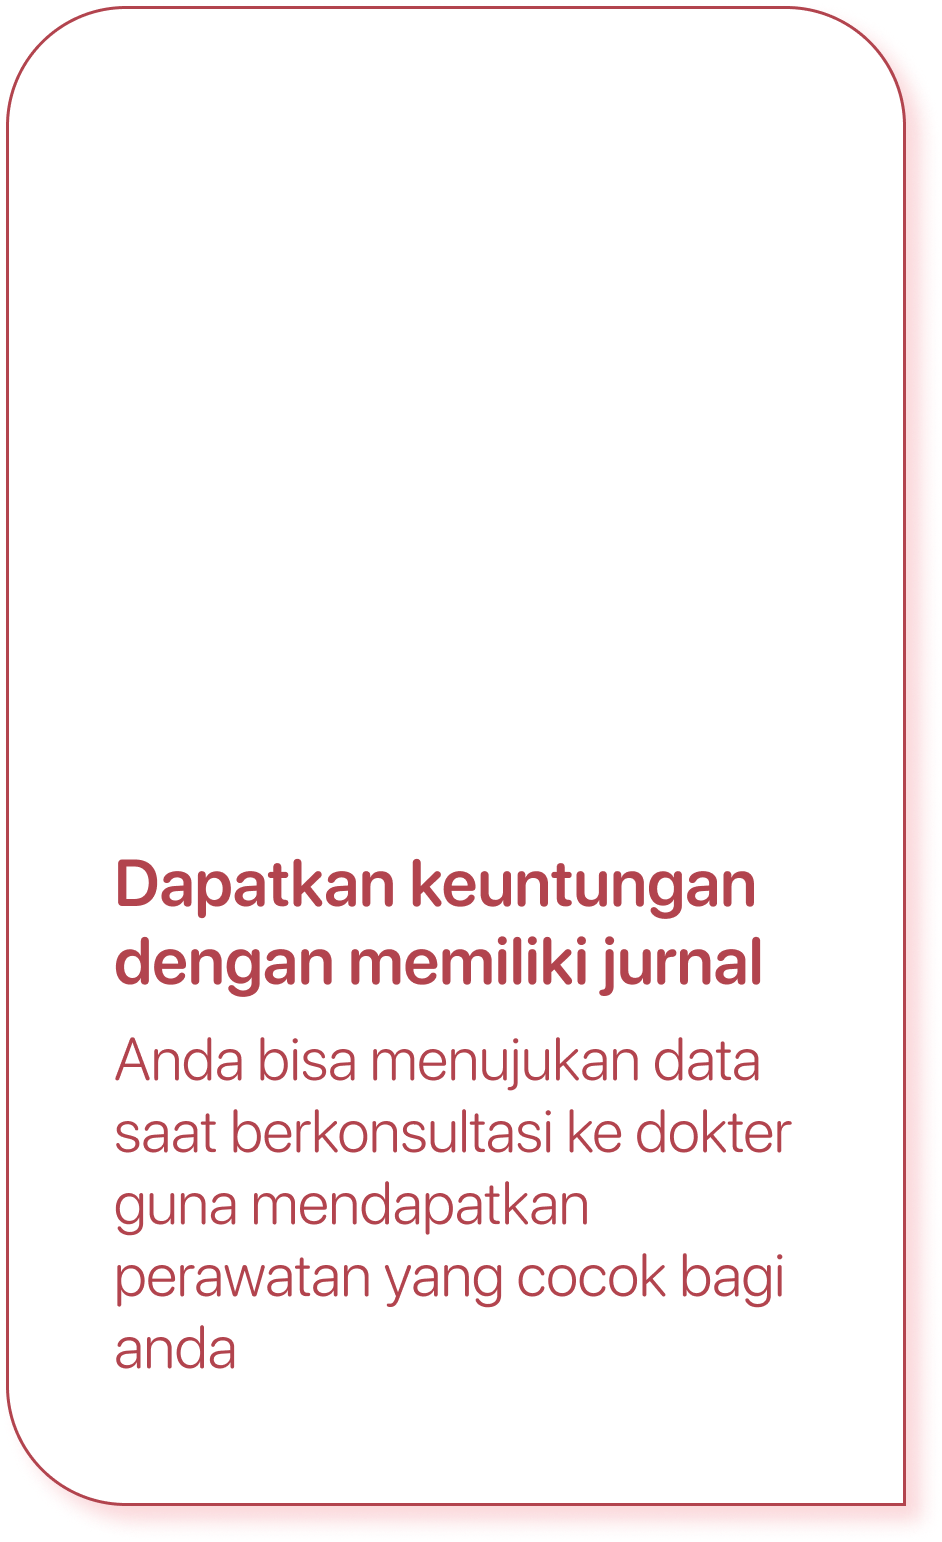 Dapatkan keuntungan
dengan memiliki jurnal
Anda bisa menujukan data
saat berkonsultasi ke dokter
guna mendapatkan
perawatan yang cocok bagi
anda